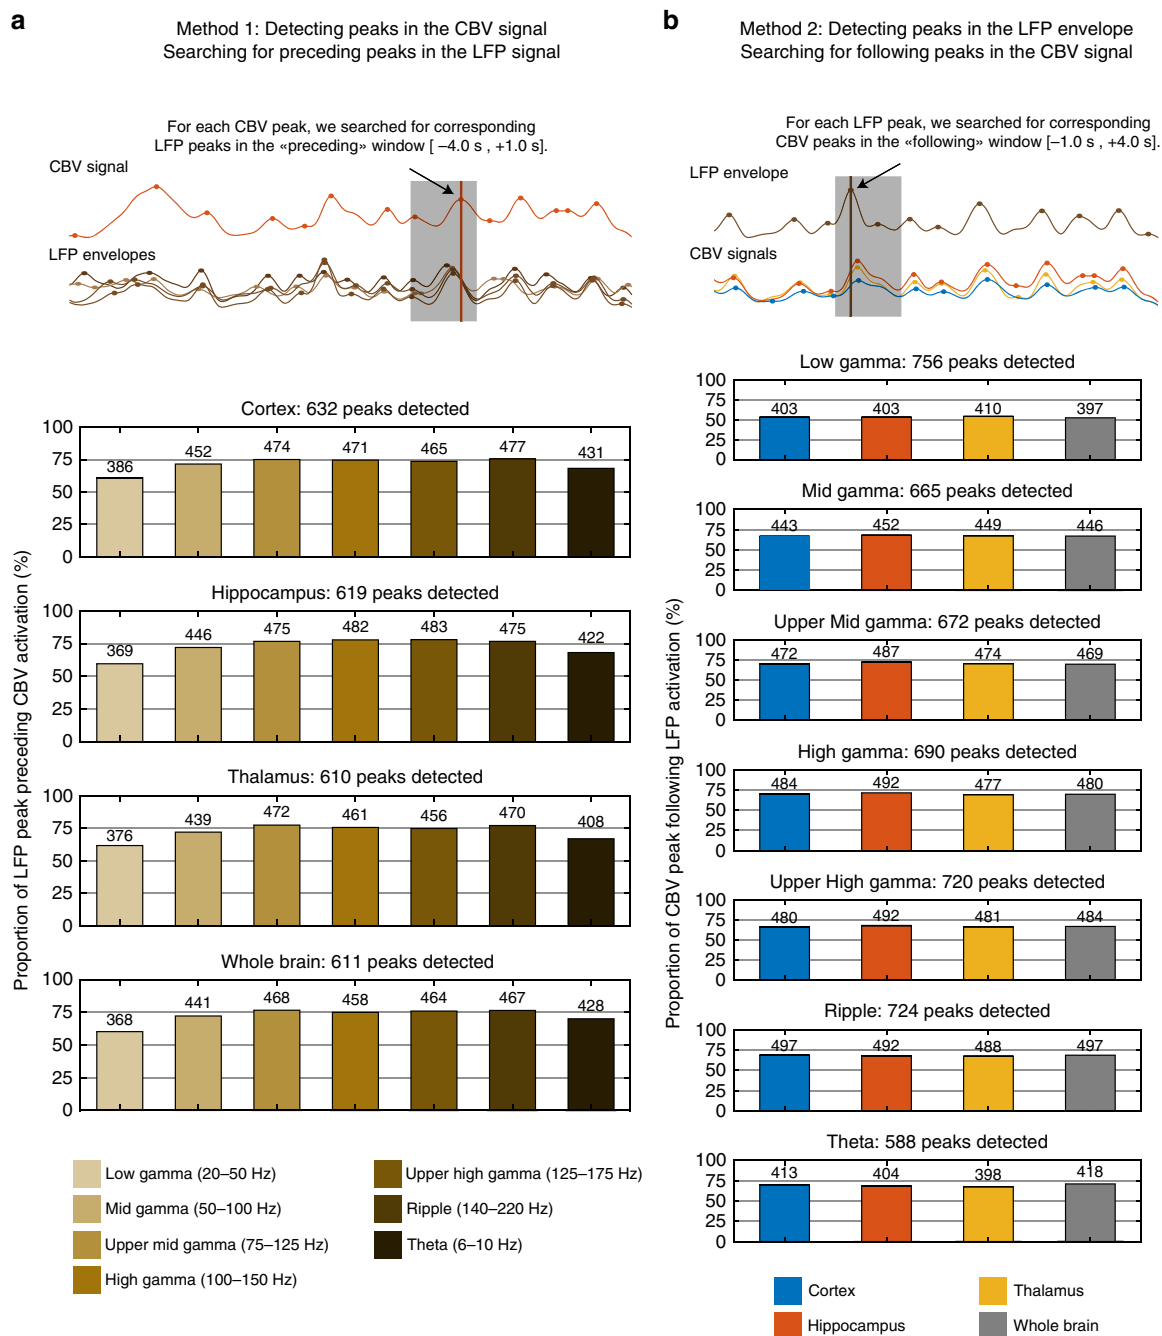 a
Method 1: Detecting peaks in the CBV signal
Searching for preceding peaks in the LFP signal
For each CBV peak, we searched for corresponding
LFP peaks in the «preceding» window [ –4.0 s , +1.0 s].
CBV signal
LFP envelopes
Proportion of LFP peak preceding CBV activation (%)
Cortex: 632 peaks detected
100
75
50
25
0
386
452
474
471
465
477
431
Hippocampus: 619 peaks detected
100
75
50
25
0
369
446
475
482
483
475
422
Thalamus: 610 peaks detected
100
75
50
25
0
376
439
472
461
456
470
408
Whole brain: 611 peaks detected
100
75
50
25
0
368
441
468
458
464
467
428
Low gamma (20–50 Hz)
Mid gamma (50–100 Hz)
Upper mid gamma (75–125 Hz)
High gamma (100–150 Hz)
Upper high gamma (125–175 Hz)
Ripple (140–220 Hz)
Theta (6–10 Hz)
b
Method 2: Detecting peaks in the LFP envelope
Searching for following peaks in the CBV signal
For each LFP peak, we searched for corresponding
CBV peaks in the «following» window [–1.0 s , +4.0 s].
LFP envelope
CBV signals
Proportion of CBV peak following LFP activation (%)
Low gamma: 756 peaks detected
100
75
50
25
0
403
403
410
397
Mid gamma: 665 peaks detected
100
75
50
25
0
443
452
449
446
Upper Mid gamma: 672 peaks detected
100
75
50
25
0
472
487
474
469
High gamma: 690 peaks detected
100
75
50
25
0
484
492
477
480
Upper High gamma: 720 peaks detected
100
75
50
25
0
480
492
481
484
Ripple: 724 peaks detected
100
75
50
25
0
497
492
488
497
Theta: 588 peaks detected
100
75
50
25
0
413
404
398
418
Cortex
Hippocampus
Thalamus
Whole brain